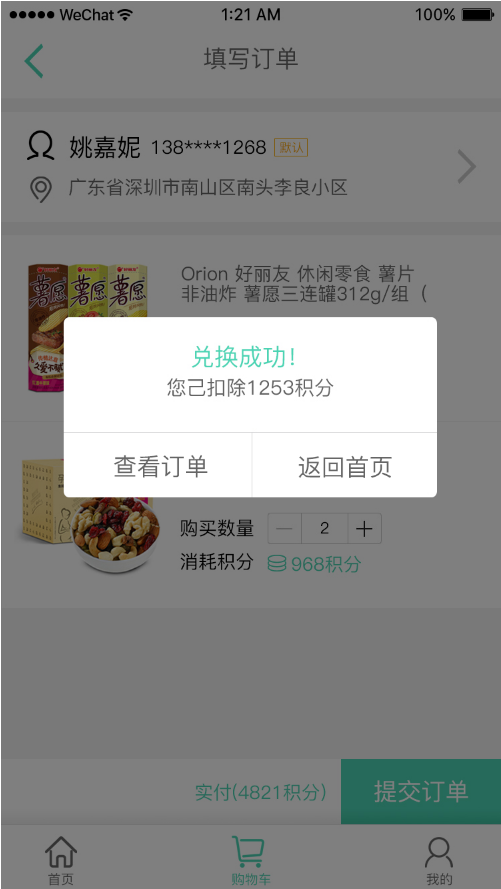 WeChat 1:21 AM 100%
填写订单
姚嘉妮 138****1268 默认
广东省深圳市南山区南头李良小区
Orion 好丽友 休闲零食 薯片
非油炸 薯愿三连罐312g/组（
薯愿 薯愿 薯愿
兑换成功！
您己扣除1253积分
查看订单 返回首页
购买数量 — 2 +
消耗积分 968积分
实付(4821积分) 提交订单
首页 购物车 我的